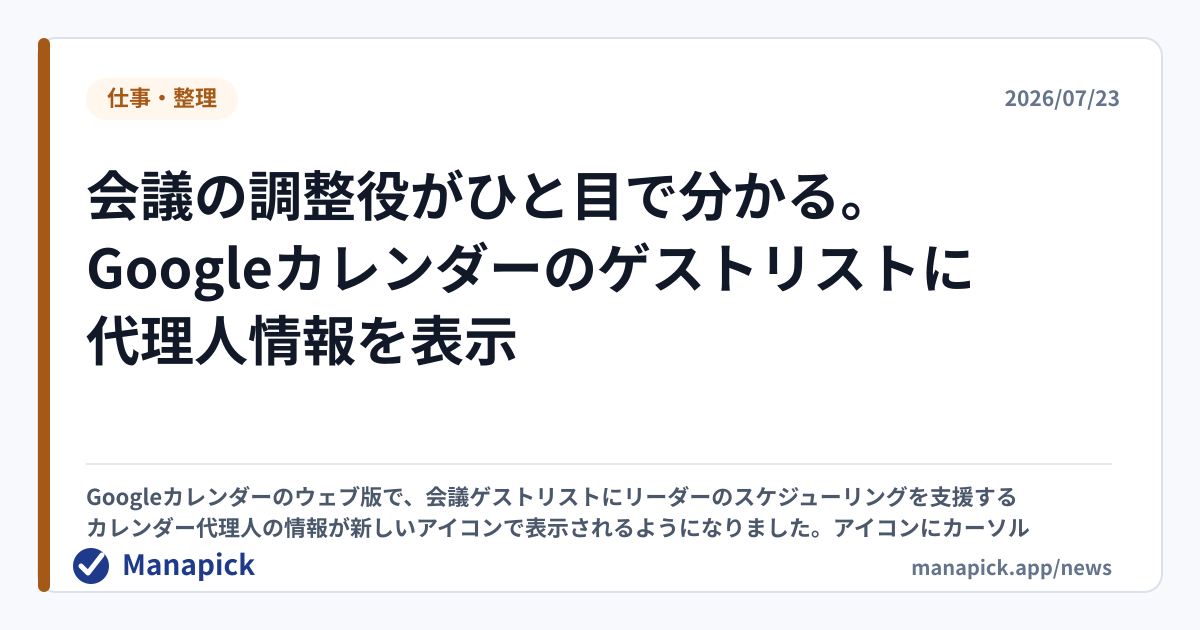 仕事・整理
2026/07/23
会議の調整役がひと目で分かる。
Googleカレンダーのゲストリストに
代理人情報を表示
Googleカレンダーのウェブ版で、会議ゲストリストにリーダーのスケジューリングを支援する
カレンダー代理人の情報が新しいアイコンで表示されるようになりました。アイコンにカーソル
Manapick
manapick.app/news